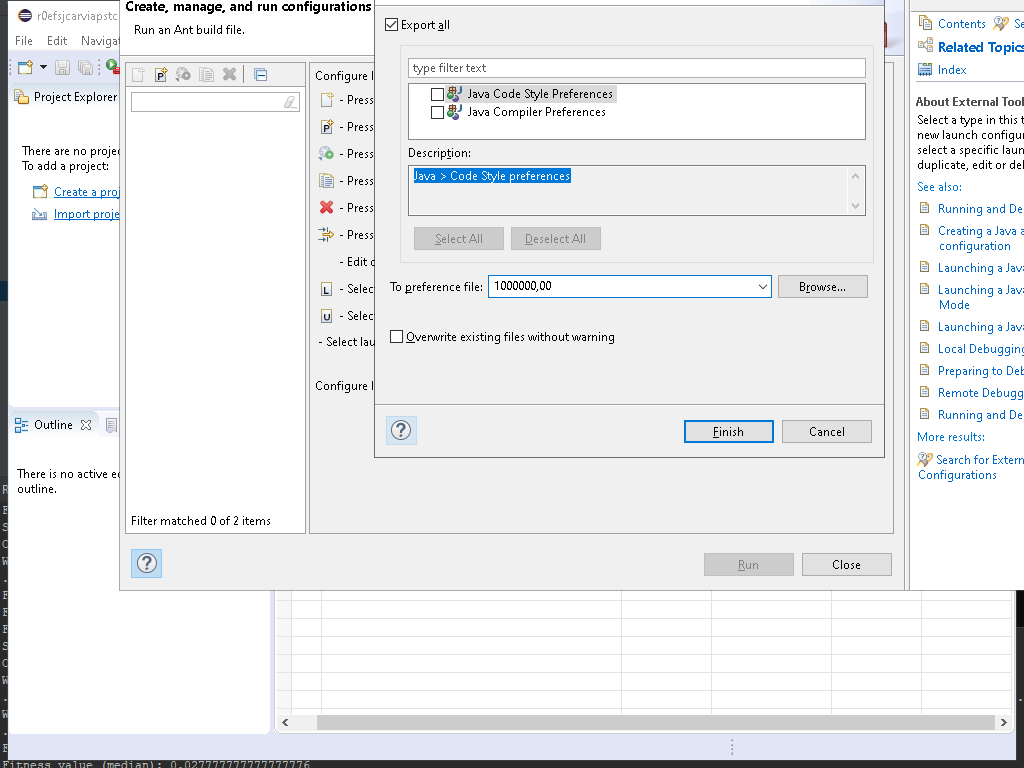 r0efsjcarviapstc
File Edit Navigat
Project Explorer
There are no proje
To add a project:
Create a proj
Import proje
Outline
There is no active e
outline.
Create, manage, and run configurations
Run an Ant build file.
Filter matched 0 of 2 items
Configure l
- Press
- Press
- Press
- Press
- Press
- Press
- Edit c
- Selec
- Selec
- Select lau
Configure l
Run
Close
Export all
type filter text
Java Code Style Preferences
Java Compiler Preferences
Description:
Java > Code Style preferences
Select All
Deselect All
To preference file:
1000000,00
Browse...
Overwrite existing files without warning
Finish
Cancel
Contents
Se
Related Topics
Index
About External Tool
Select a type in this t
new launch configur
select a specific laun
duplicate, edit or del
See also:
Running and De
Creating a Java a
configuration
Launching a Java
Launching a Java
Mode
Launching a Java
Local Debugging
Preparing to Deb
Remote Debugg
Running and De
More results:
Search for Extern
Configurations
Fitness value (median): 0.027777777777777776